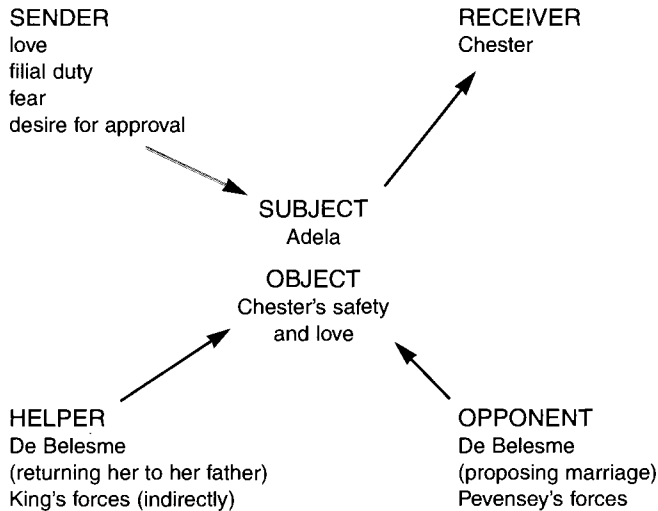 SENDER
love
filial duty
fear
desire for approval
RECEIVER
Chester
SUBJECT
Adela
OBJECT
Chester's safety
and love
HELPER
De Belesme
(returning her to her father)
King's forces (indirectly)
OPPONENT
De Belesme
(proposing marriage)
Pevensey's forces